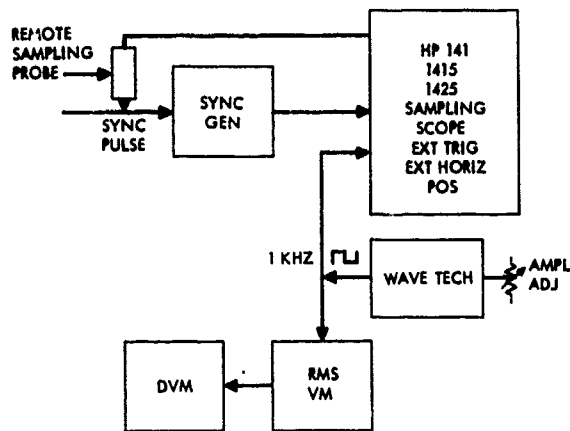 REMOTE
SAMPLING
PROBE
SYNC
PULSE
SYNC
GEN
HP 141
1415
1425
SAMPLING
SCOPE
EXT TRIG
EXT HORIZ
POS
1 KHZ
WAVE TECH
AMPL
ADJ
DVM
RMS
VM